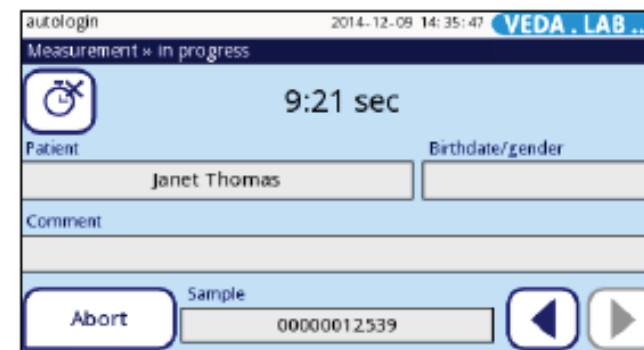 autologin 2014-12-09 14:35:47 VEDA.LAB..
Measurement » in progress
9:21 sec
Patient Birthdate/gender
Janet Thomas
Comment
Sample
Abort 00000012539